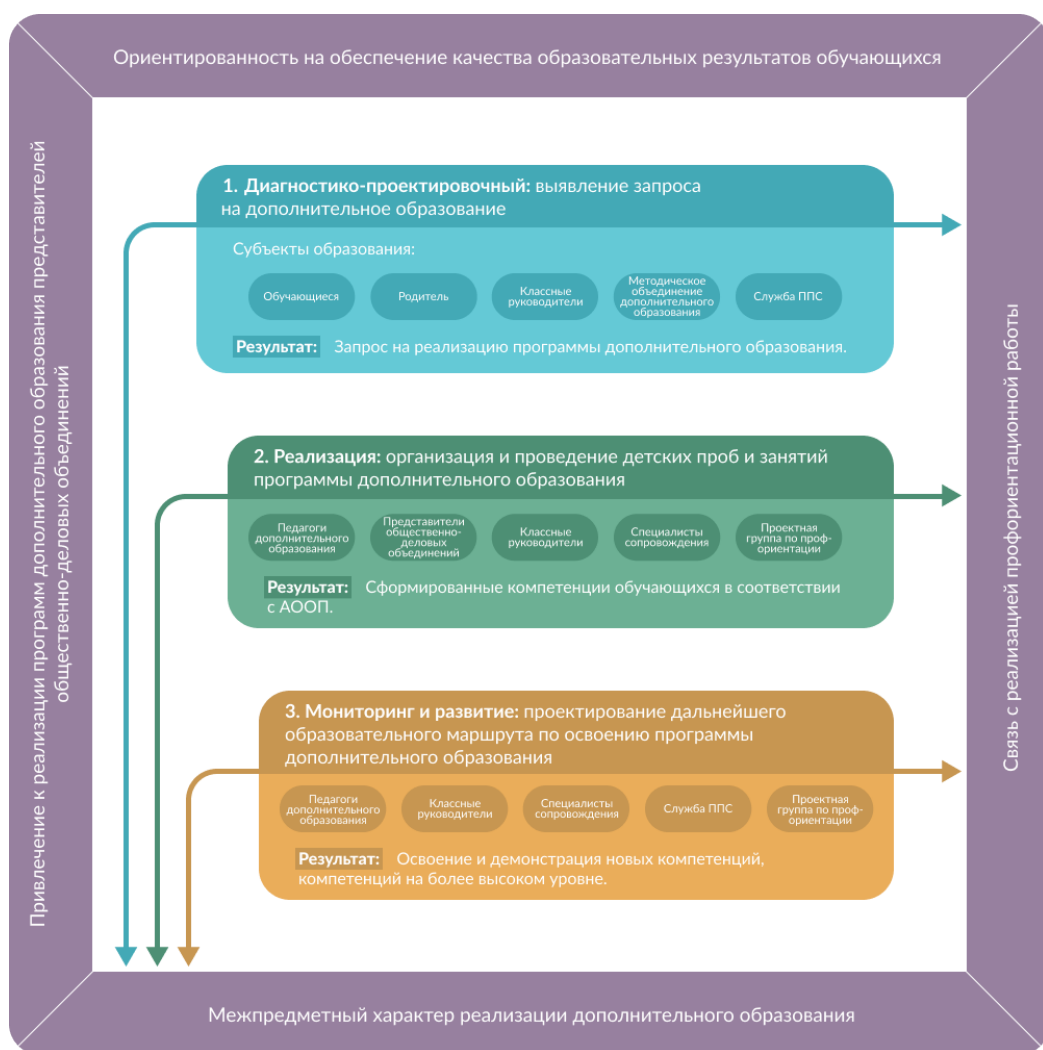 Ориентированность на обеспечение качества образовательных результатов обучающихся
Привлечение к реализации программ дополнительного образования представителей
общественно-деловых объединений
1. Диагностико-проектировочный: выявление запроса
на дополнительное образование
Субъекты образования:
Обучающиеся
Родитель
Классные
руководители
Методическое
объединение
дополнительного
образования
Служба ППС
Результат: Запрос на реализацию программы дополнительного образования.
2. Реализация: организация и проведение детских проб и занятий
программы дополнительного образования
Педагоги
дополнительного
образования
Представители
общественно-
деловых
объединений
Классные
руководители
Специалисты
сопровождения
Проектная
группа по проф-
ориентации
Результат: Сформированные компетенции обучающихся в соответствии
с АООП.
3. Мониторинг и развитие: проектирование дальнейшего
образовательного маршрута по освоению программы
дополнительного образования
Педагоги
дополнительного
образования
Классные
руководители
Специалисты
сопровождения
Служба ППС
Проектная
группа по проф-
ориентации
Результат: Освоение и демонстрация новых компетенций,
компетенций на более высоком уровне.
Связь с реализацией профориентационной работы
Межпредметный характер реализации дополнительного образования